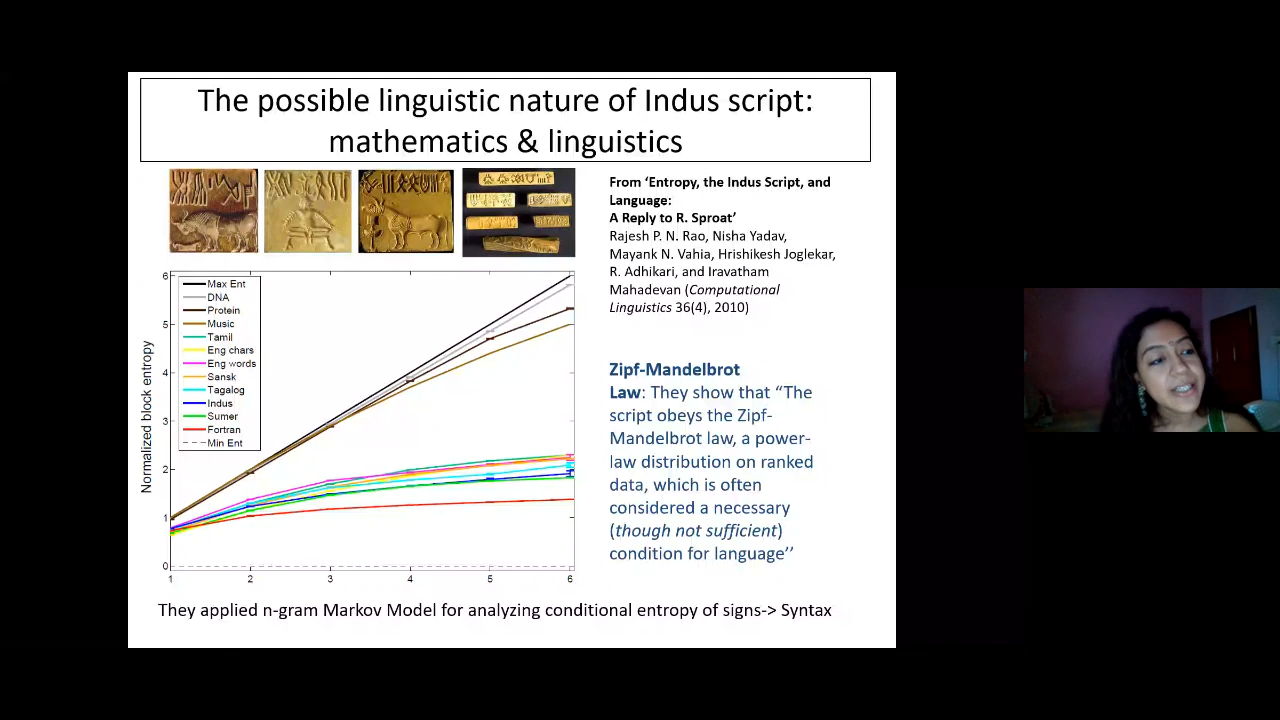 The possible linguistic nature of Indus script:
mathematics & linguistics
From ‘Entropy, the Indus Script, and
Language:
A Reply to R. Sproat’
Rajesh P. N. Rao, Nisha Yadav,
Mayank N. Vahia, Hrishikesh Joglekar,
R. Adhikari, and Iravatham
Mahadevan (Computational
Linguistics 36(4), 2010)
Normalized block entropy
6
5
4
3
2
1
0
Max Ent
DNA
Protein
Music
Tamil
Eng chars
Eng words
Sansk
Tagalog
Indus
Sumer
Fortran
Min Ent
1 2 3 4 5 6
Zipf-Mandelbrot
Law: They show that “The
script obeys the Zipf-
Mandelbrot law, a power-
law distribution on ranked
data, which is often
considered a necessary
(though not sufficient)
condition for language’’
They applied n-gram Markov Model for analyzing conditional entropy of signs-> Syntax